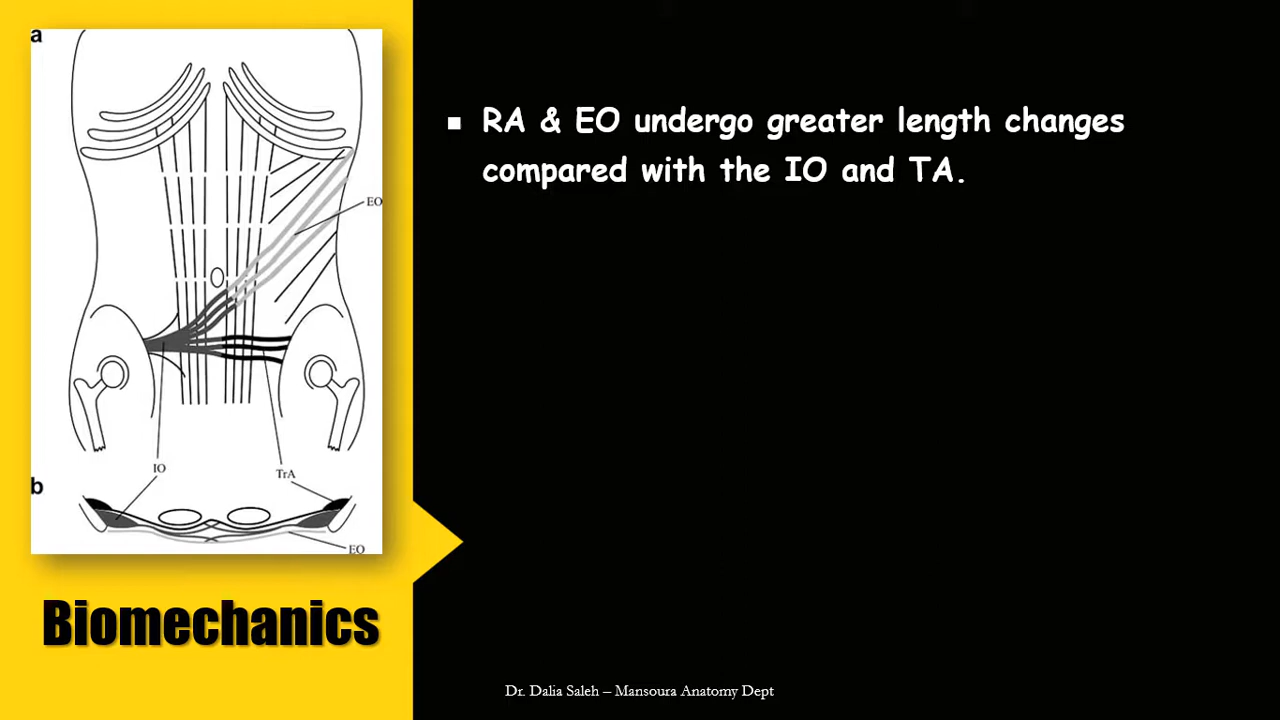 a
EO
IO
TrA
b
EO
Biomechanics
▪ RA & EO undergo greater length changes
compared with the IO and TA.
Dr. Dalia Saleh – Mansoura Anatomy Dept